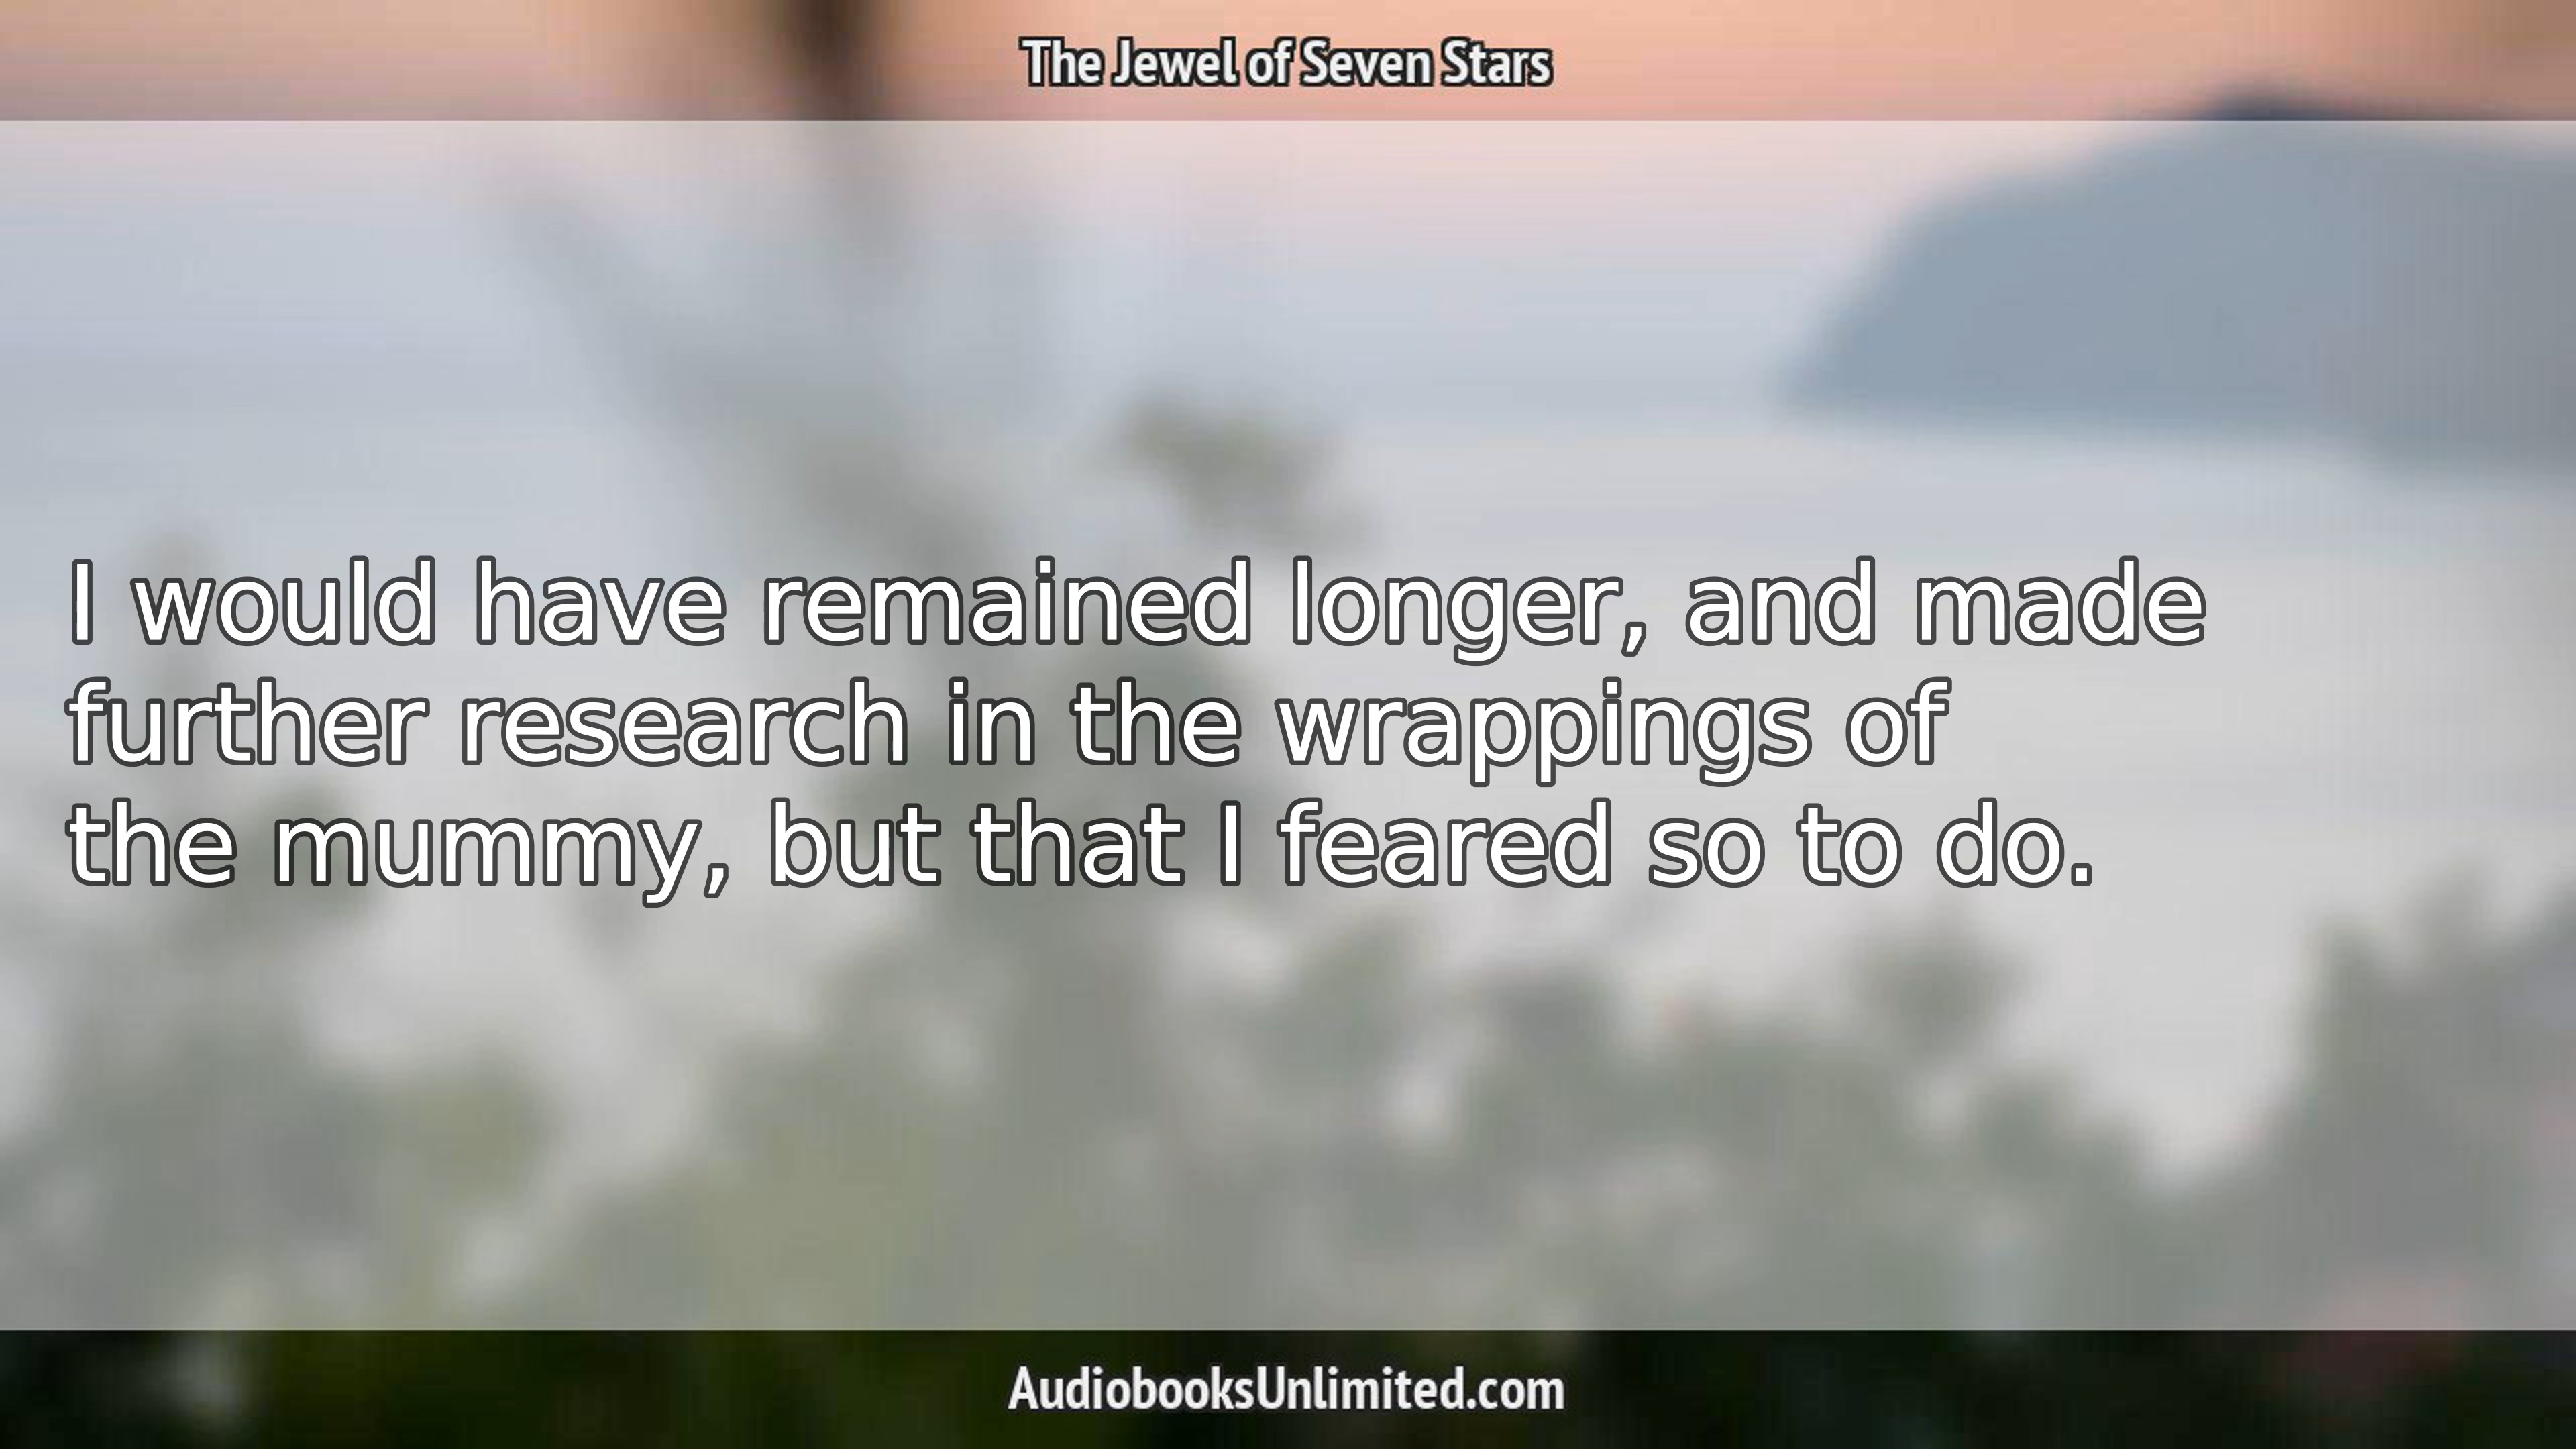 The Jewel of Seven Stars
I would have remained longer, and made
further research in the wrappings of
the mummy, but that I feared so to do.
AudiobooksUnlimited.com